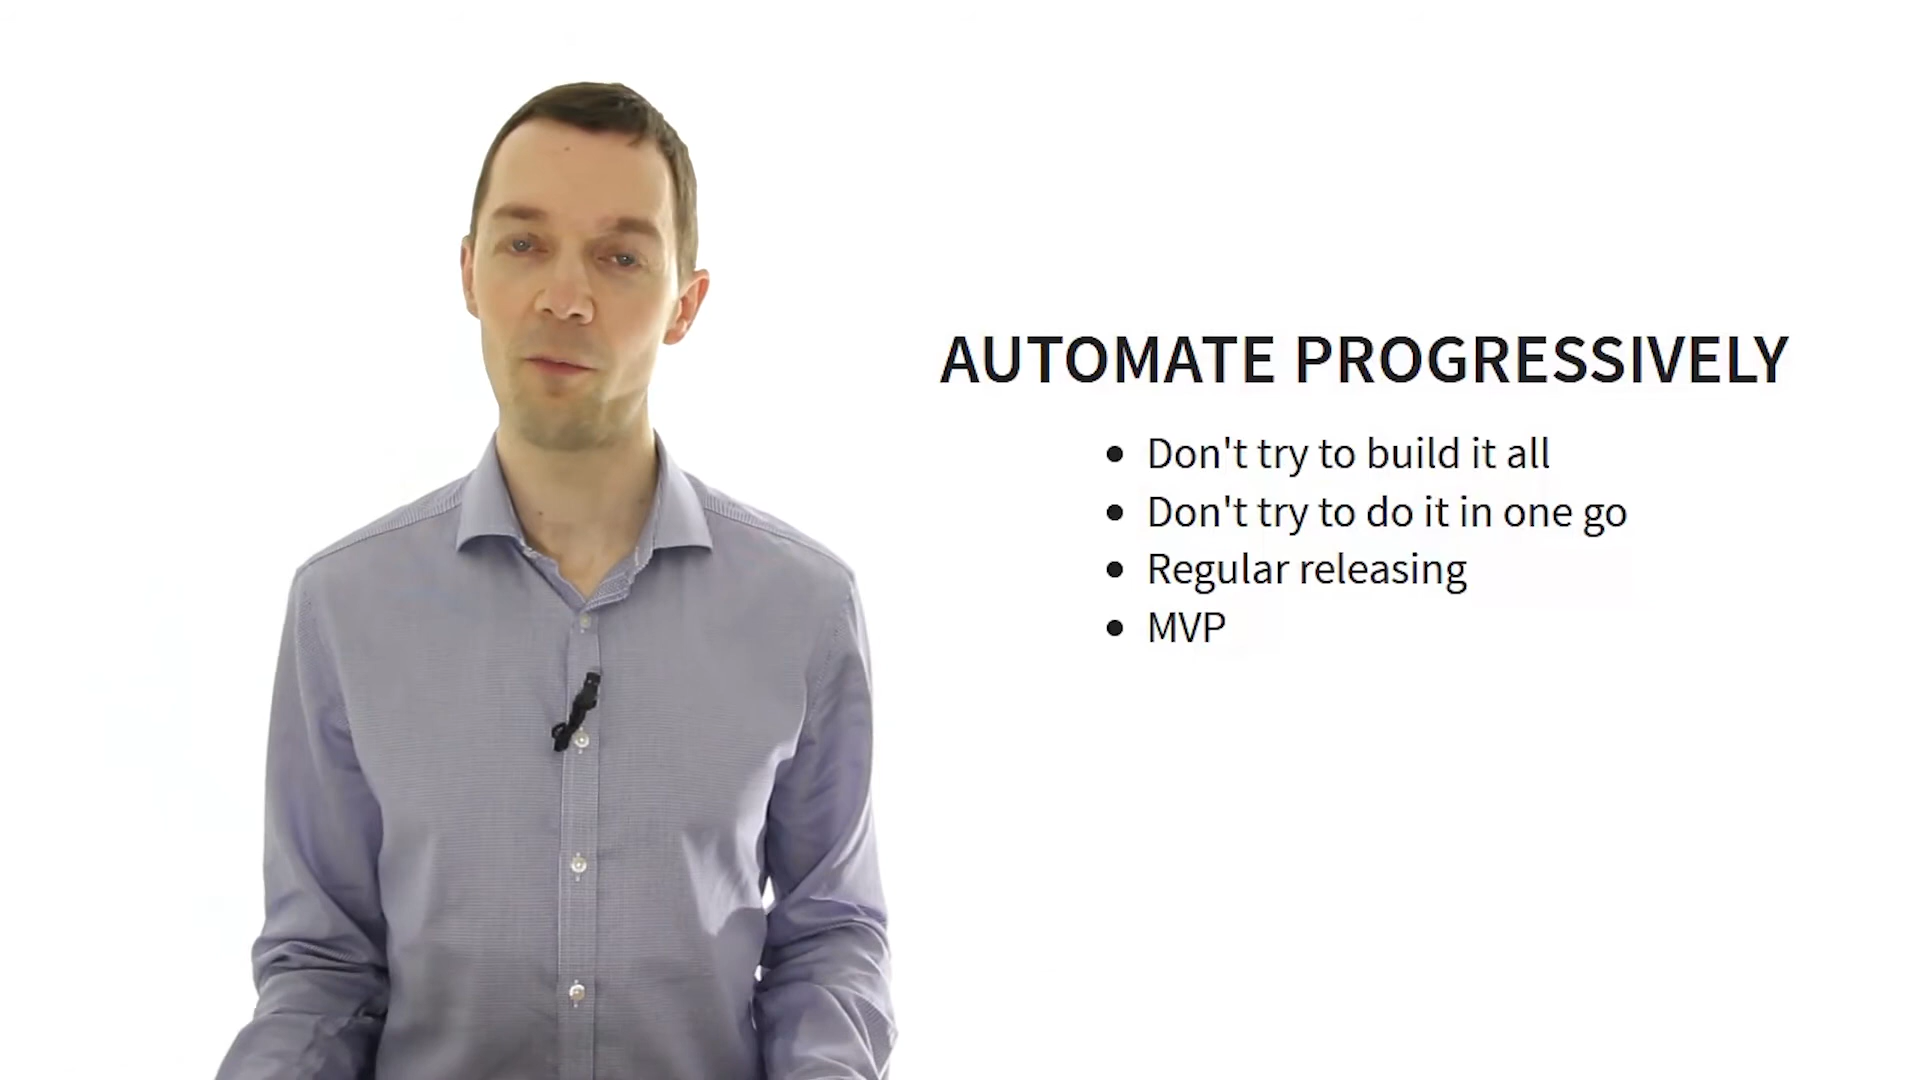 AUTOMATE PROGRESSIVELY
Don't try to build it all
Don't try to do it in one go
Regular releasing
MVP